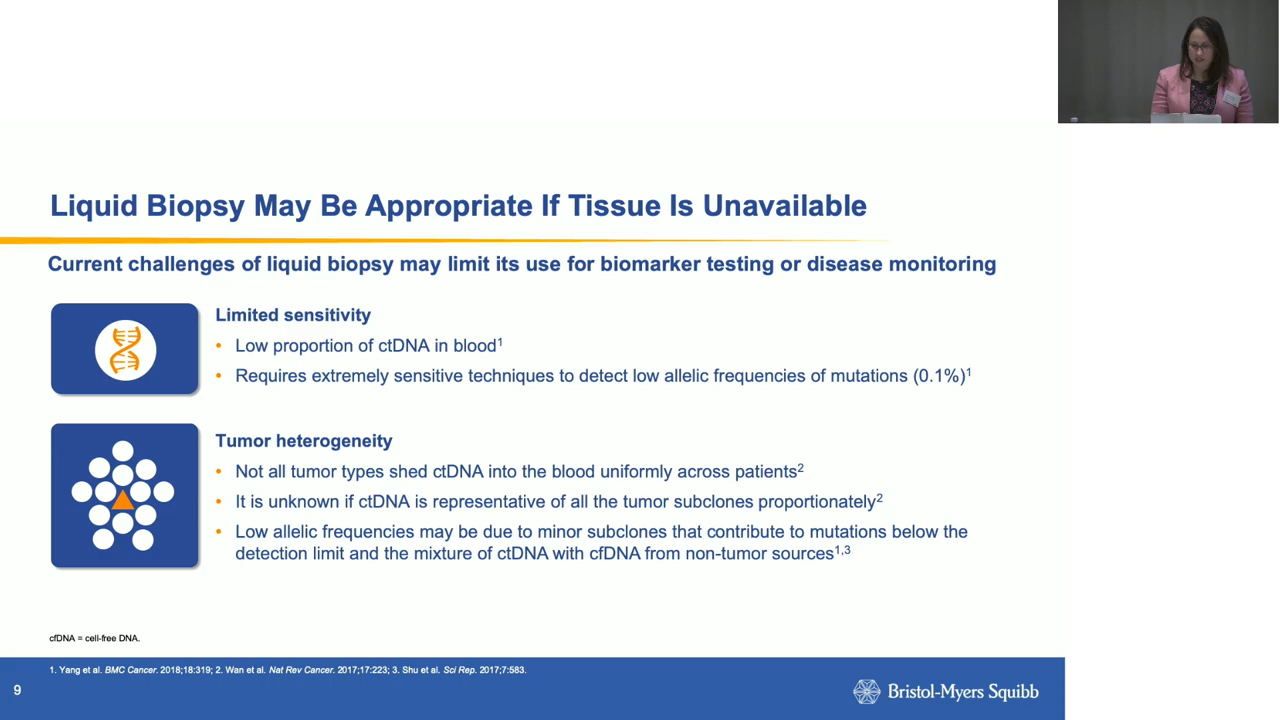 Liquid Biopsy May Be Appropriate If Tissue Is Unavailable
Current challenges of liquid biopsy may limit its use for biomarker testing or disease monitoring
Limited sensitivity
• Low proportion of ctDNA in blood1
• Requires extremely sensitive techniques to detect low allelic frequencies of mutations (0.1%)1
Tumor heterogeneity
• Not all tumor types shed ctDNA into the blood uniformly across patients2
• It is unknown if ctDNA is representative of all the tumor subclones proportionately2
• Low allelic frequencies may be due to minor subclones that contribute to mutations below the
detection limit and the mixture of ctDNA with cfDNA from non-tumor sources1,3
cfDNA = cell-free DNA.
1. Yang et al. BMC Cancer. 2018;18:319; 2. Wan et al. Nat Rev Cancer. 2017;17:223; 3. Shu et al. Sci Rep. 2017;7:583.
9
Bristol-Myers Squibb